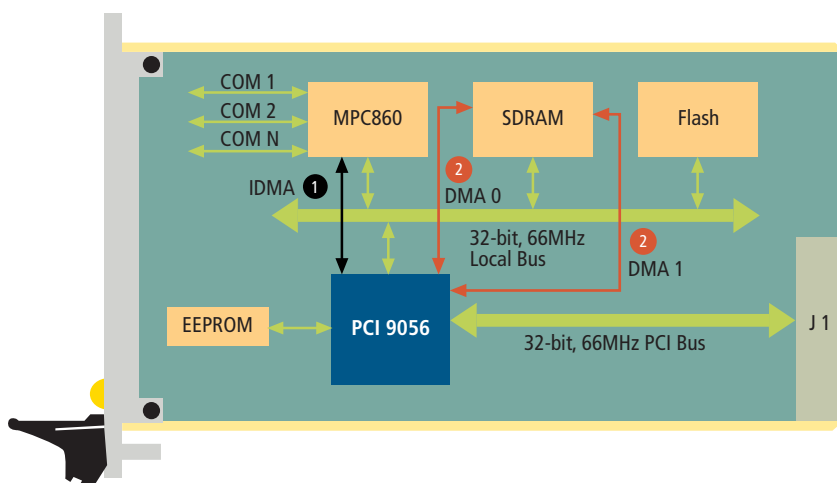 COM 1
COM 2
COM N
MPC860
SDRAM
Flash
IDMA 1
2
DMA 0
32-bit, 66MHz
Local Bus
2
DMA 1
EEPROM
PCI 9056
32-bit, 66MHz PCI Bus
J 1